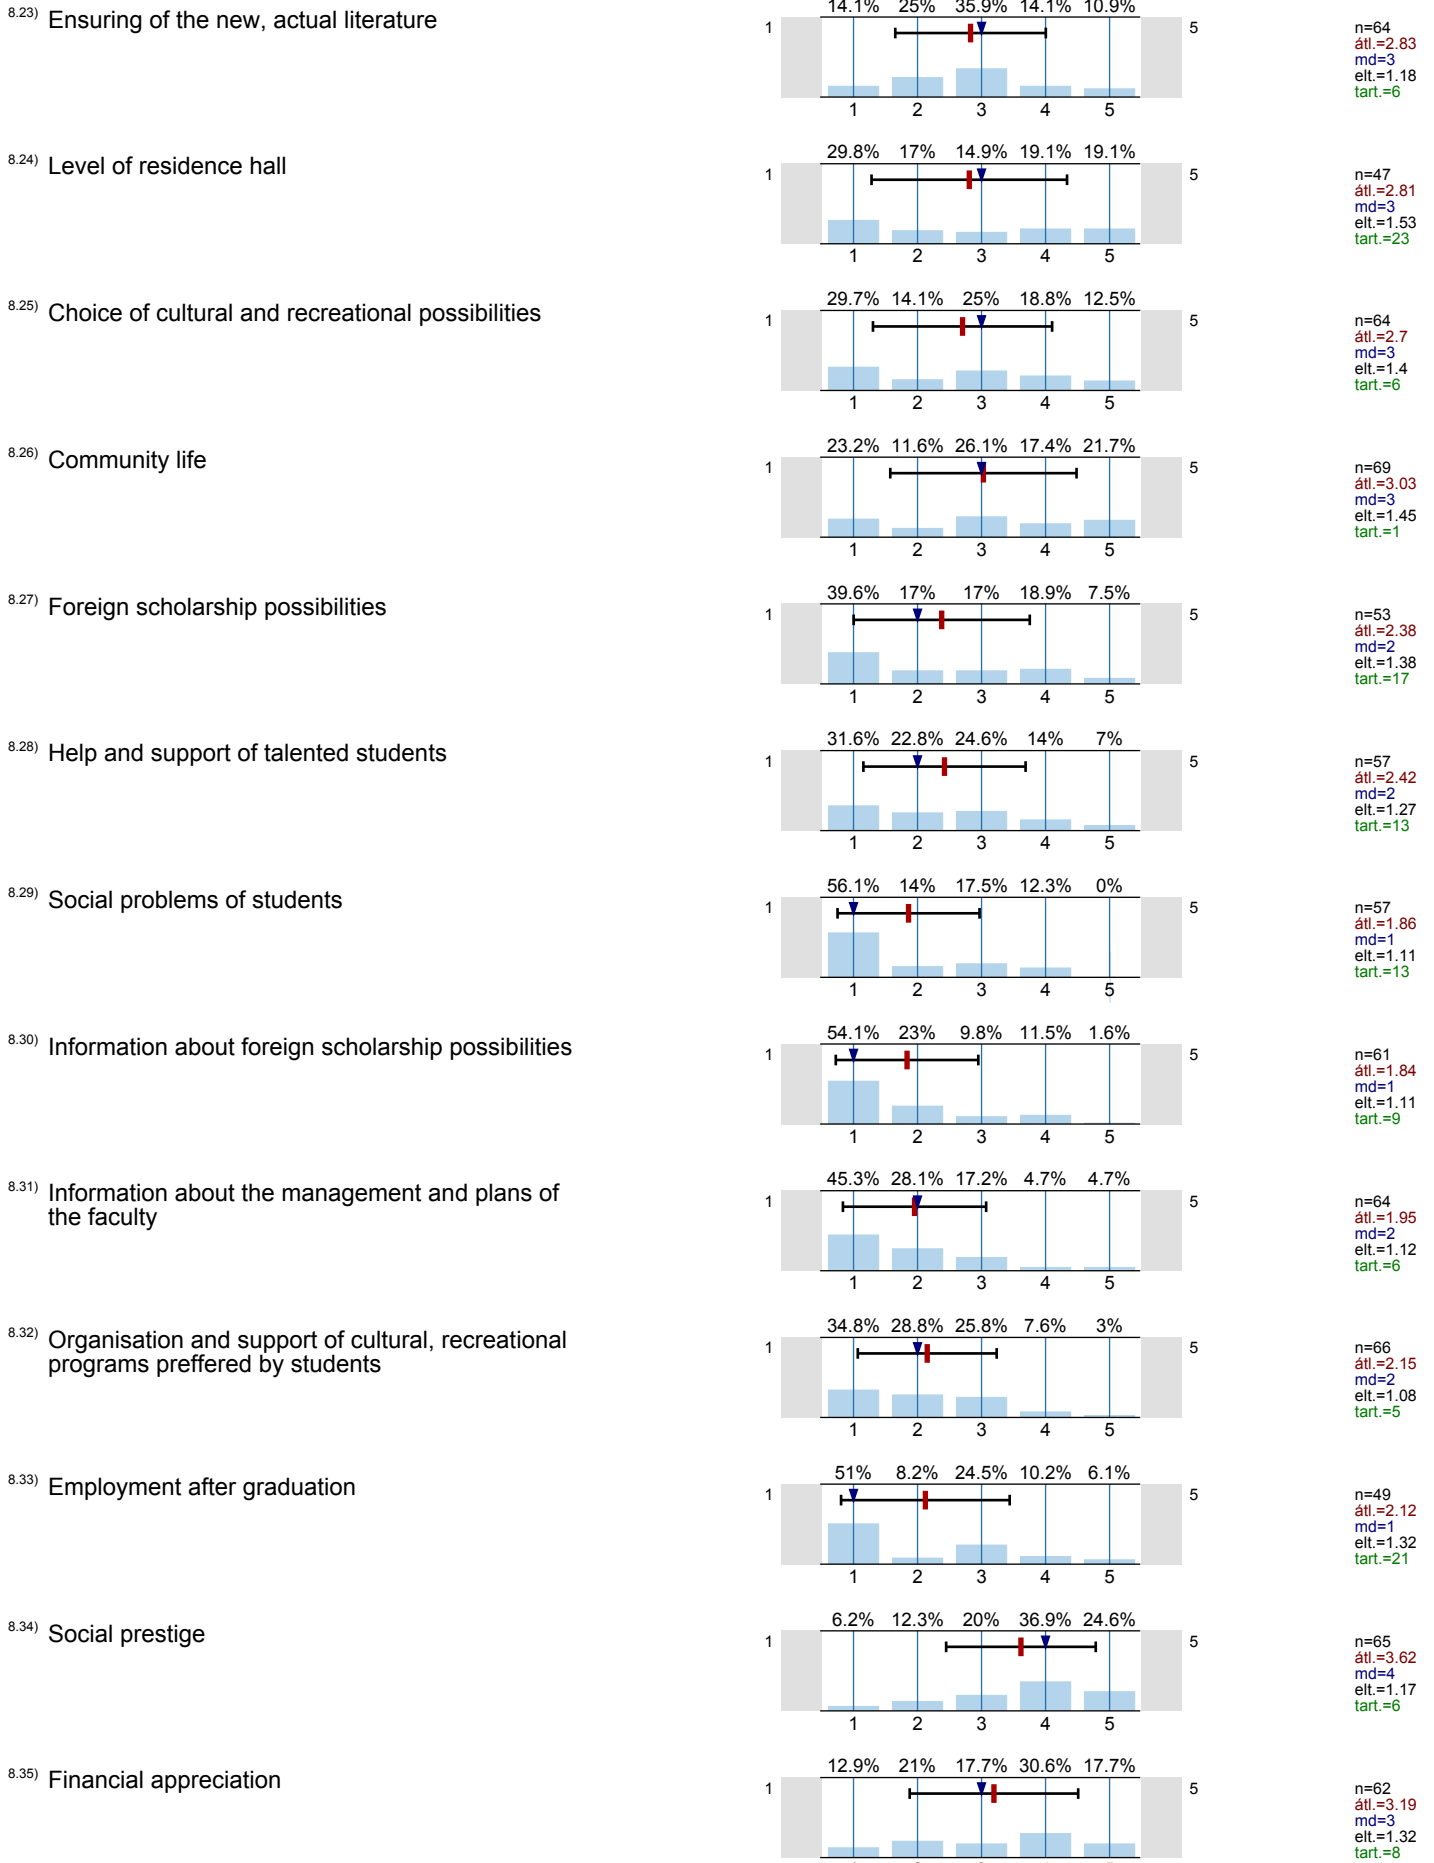 8.23) Ensuring of the new, actual literature
14.1% 25% 35.9% 14.1% 10.9%
1 5
1 2 3 4 5
n=64
átl.=2.83
md=3
elt.=1.18
tart.=6
8.24) Level of residence hall
29.8% 17% 14.9% 19.1% 19.1%
1 5
1 2 3 4 5
n=47
átl.=2.81
md=3
elt.=1.53
tart.=23
8.25) Choice of cultural and recreational possibilities
29.7% 14.1% 25% 18.8% 12.5%
1 5
1 2 3 4 5
n=64
átl.=2.7
md=3
elt.=1.4
tart.=6
8.26) Community life
23.2% 11.6% 26.1% 17.4% 21.7%
1 5
1 2 3 4 5
n=69
átl.=3.03
md=3
elt.=1.45
tart.=1
8.27) Foreign scholarship possibilities
39.6% 17% 17% 18.9% 7.5%
1 5
1 2 3 4 5
n=53
átl.=2.38
md=2
elt.=1.38
tart.=17
8.28) Help and support of talented students
31.6% 22.8% 24.6% 14% 7%
1 5
1 2 3 4 5
n=57
átl.=2.42
md=2
elt.=1.27
tart.=13
8.29) Social problems of students
56.1% 14% 17.5% 12.3% 0%
1 5
1 2 3 4 5
n=57
átl.=1.86
md=1
elt.=1.11
tart.=13
8.30) Information about foreign scholarship possibilities
54.1% 23% 9.8% 11.5% 1.6%
1 5
1 2 3 4 5
n=61
átl.=1.84
md=1
elt.=1.11
tart.=9
8.31) Information about the management and plans of
the faculty
45.3% 28.1% 17.2% 4.7% 4.7%
1 5
1 2 3 4 5
n=64
átl.=1.95
md=2
elt.=1.12
tart.=6
8.32) Organisation and support of cultural, recreational
programs preffered by students
34.8% 28.8% 25.8% 7.6% 3%
1 5
1 2 3 4 5
n=66
átl.=2.15
md=2
elt.=1.08
tart.=5
8.33) Employment after graduation
51% 8.2% 24.5% 10.2% 6.1%
1 5
1 2 3 4 5
n=49
átl.=2.12
md=1
elt.=1.32
tart.=21
8.34) Social prestige
6.2% 12.3% 20% 36.9% 24.6%
1 5
1 2 3 4 5
n=65
átl.=3.62
md=4
elt.=1.17
tart.=6
8.35) Financial appreciation
12.9% 21% 17.7% 30.6% 17.7%
1 5
n=62
átl.=3.19
md=3
elt.=1.32
tart.=8